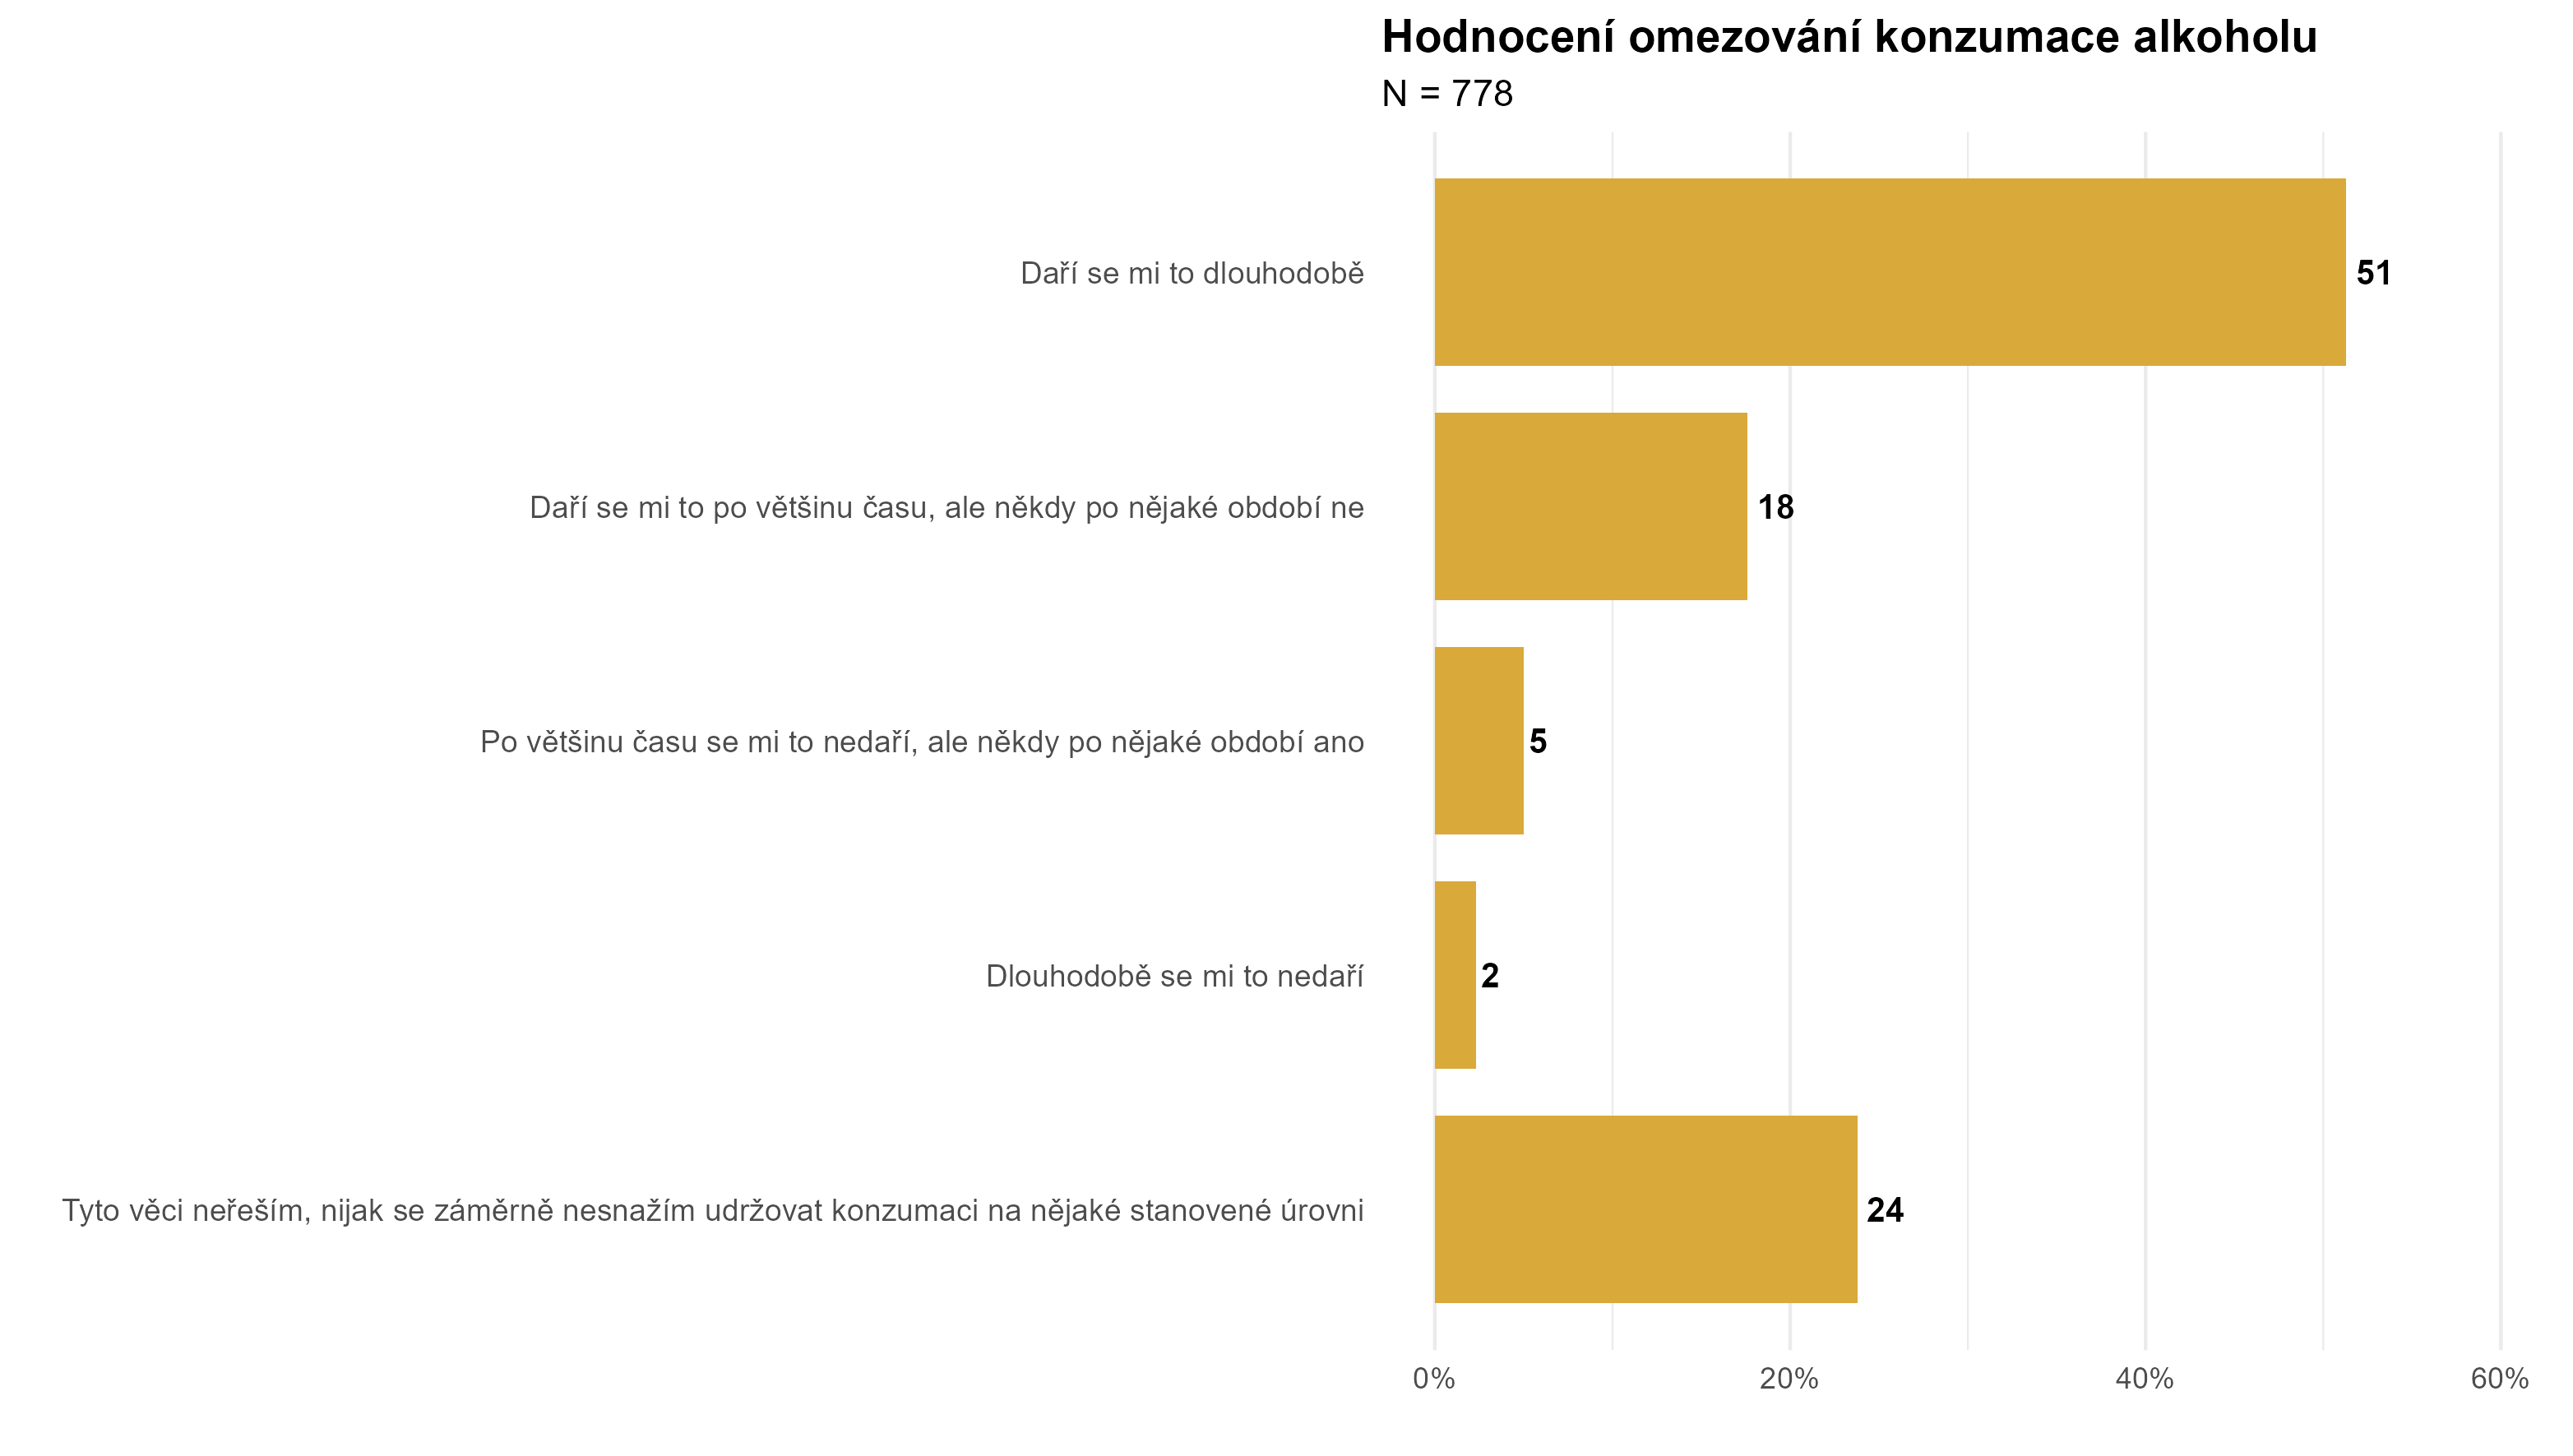 Hodnocení omezování konzumace alkoholu
N = 778
Daří se mi to dlouhodobě
51
Daří se mi to po většinu času, ale někdy po nějaké období ne
18
Po většinu času se mi to nedaří, ale někdy po nějaké období ano
5
Dlouhodobě se mi to nedaří
2
Tyto věci neřeším, nijak se záměrně nesnažím udržovat konzumaci na nějaké stanovené úrovni
24
0%
20%
40%
60%